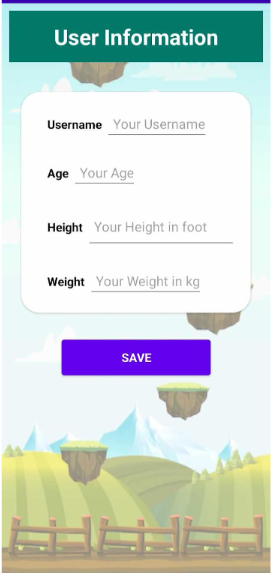 User Information
Username Your Username
Age Your Age
Height Your Height in foot
Weight Your Weight in kg
SAVE